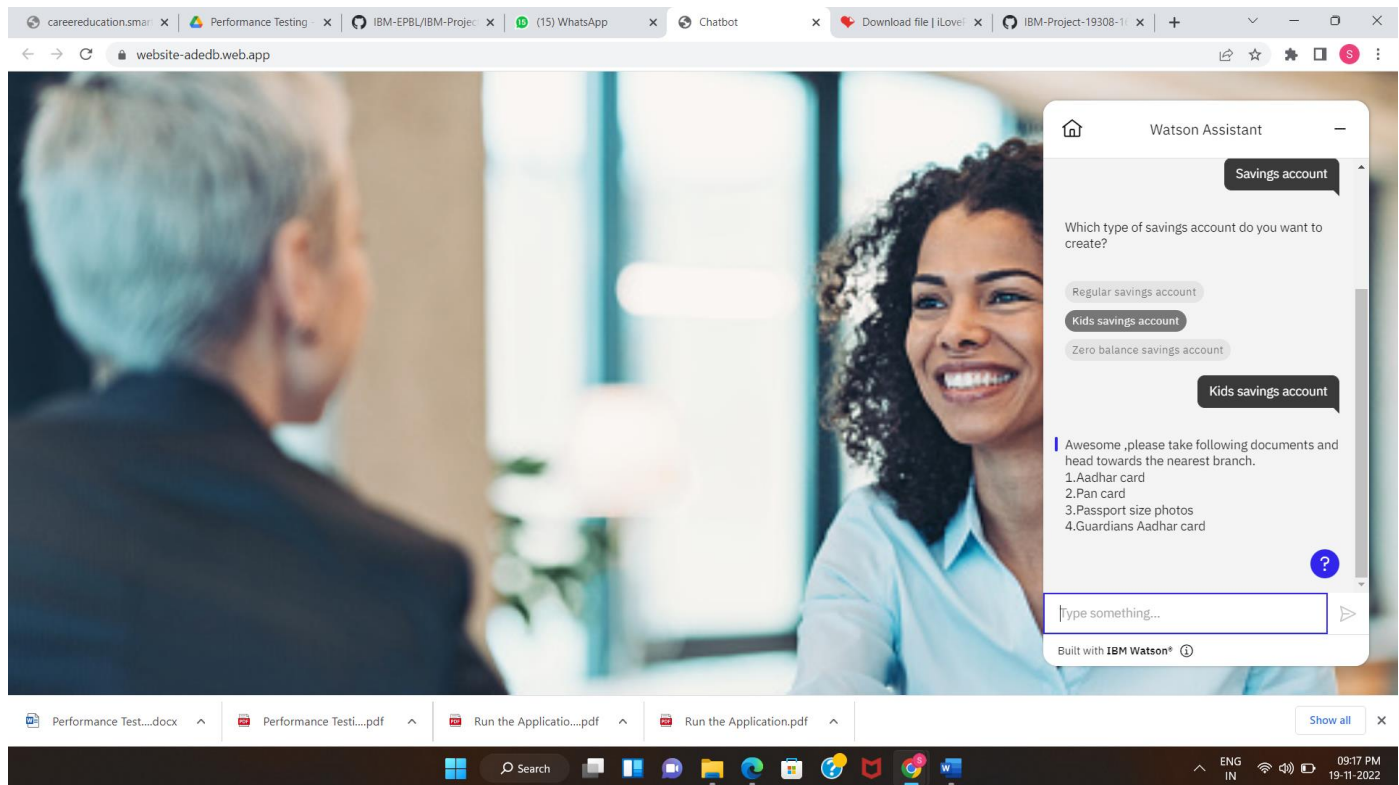 careereducation.smar
Performance Testing -
IBM-EPBL/IBM-Project
(15) WhatsApp
Chatbot
Download file | iLoveP
IBM-Project-19308-16
website-adedb.web.app
S
Watson Assistant
Savings account
Which type of savings account do you want to
create?
Regular savings account
Kids savings account
Zero balance savings account
Kids savings account
Awesome ,please take following documents and
head towards the nearest branch.
1.Aadhar card
2.Pan card
3.Passport size photos
4.Guardians Aadhar card
?
Type something...
Built with IBM Watson®
Performance Test....docx
Performance Testi....pdf
Run the Applicatio....pdf
Run the Application.pdf
Show all
Search
ENG
IN
09:17 PM
19-11-2022